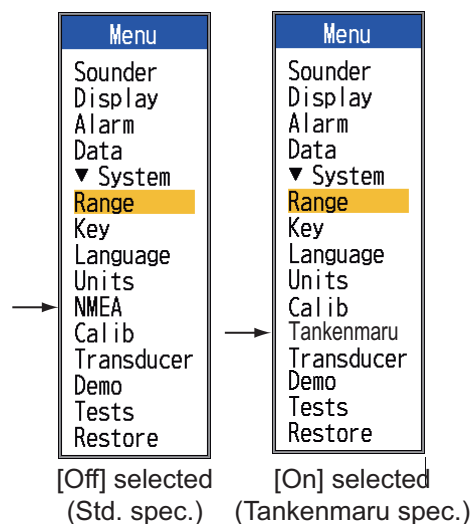 Menu
Sounder
Display
Alarm
Data
▼ System
Range
Key
Language
Units
NMEA
Calib
Transducer
Demo
Tests
Restore
[Off] selected
(Std. spec.)
Menu
Sounder
Display
Alarm
Data
▼ System
Range
Key
Language
Units
Calib
Tankenmaru
Transducer
Demo
Tests
Restore
[On] selected
(Tankenmaru spec.)